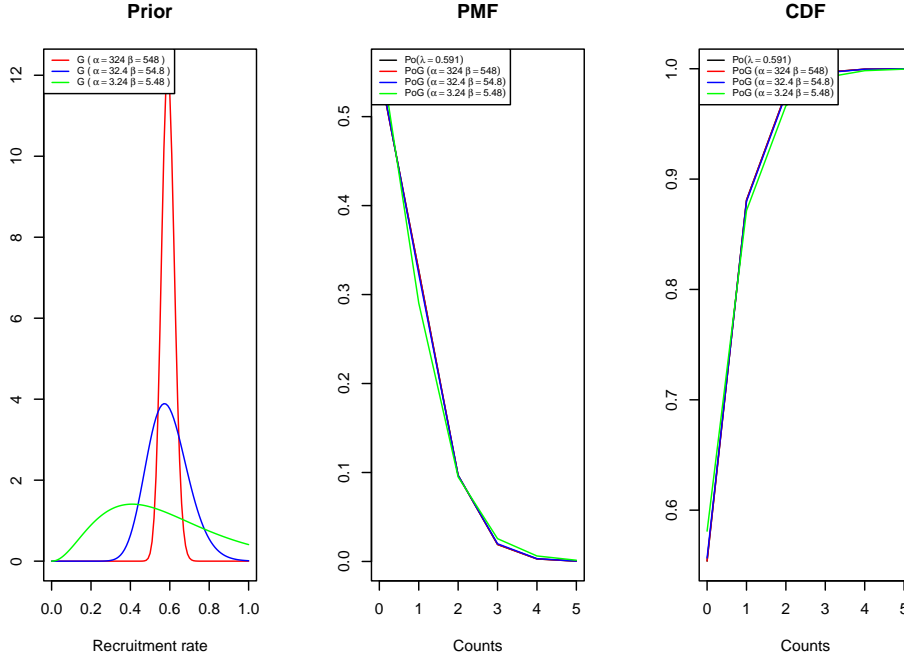 Prior
G ( α = 324 β = 548 )
G ( α = 32.4 β = 54.8 )
G ( α = 3.24 β = 5.48 )
0
2
4
6
8
10
12
0.0 0.2 0.4 0.6 0.8 1.0
Recruitment rate
PMF
Po(λ = 0.591)
PoG ( α = 324 β = 548 )
PoG ( α = 32.4 β = 54.8 )
PoG ( α = 3.24 β = 5.48 )
0.0
0.1
0.2
0.3
0.4
0.5
0 1 2 3 4 5
Counts
CDF
Po(λ = 0.591)
PoG ( α = 324 β = 548 )
PoG ( α = 32.4 β = 54.8 )
PoG ( α = 3.24 β = 5.48 )
0.6
0.7
0.8
0.9
1.0
0 1 2 3 4 5
Counts